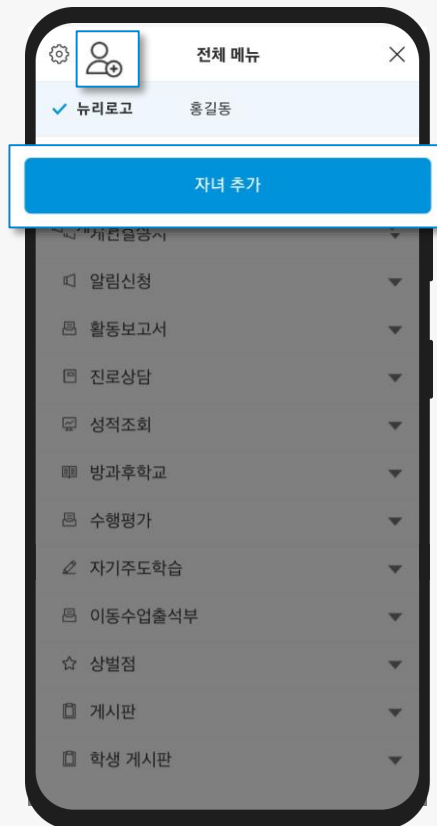 전체 메뉴
뉴리로고 홍길동
자녀 추가
알림신청
활동보고서
진로상담
성적조회
방과후학교
수행평가
자기주도학습
이동수업출석부
상벌점
게시판
학생 게시판